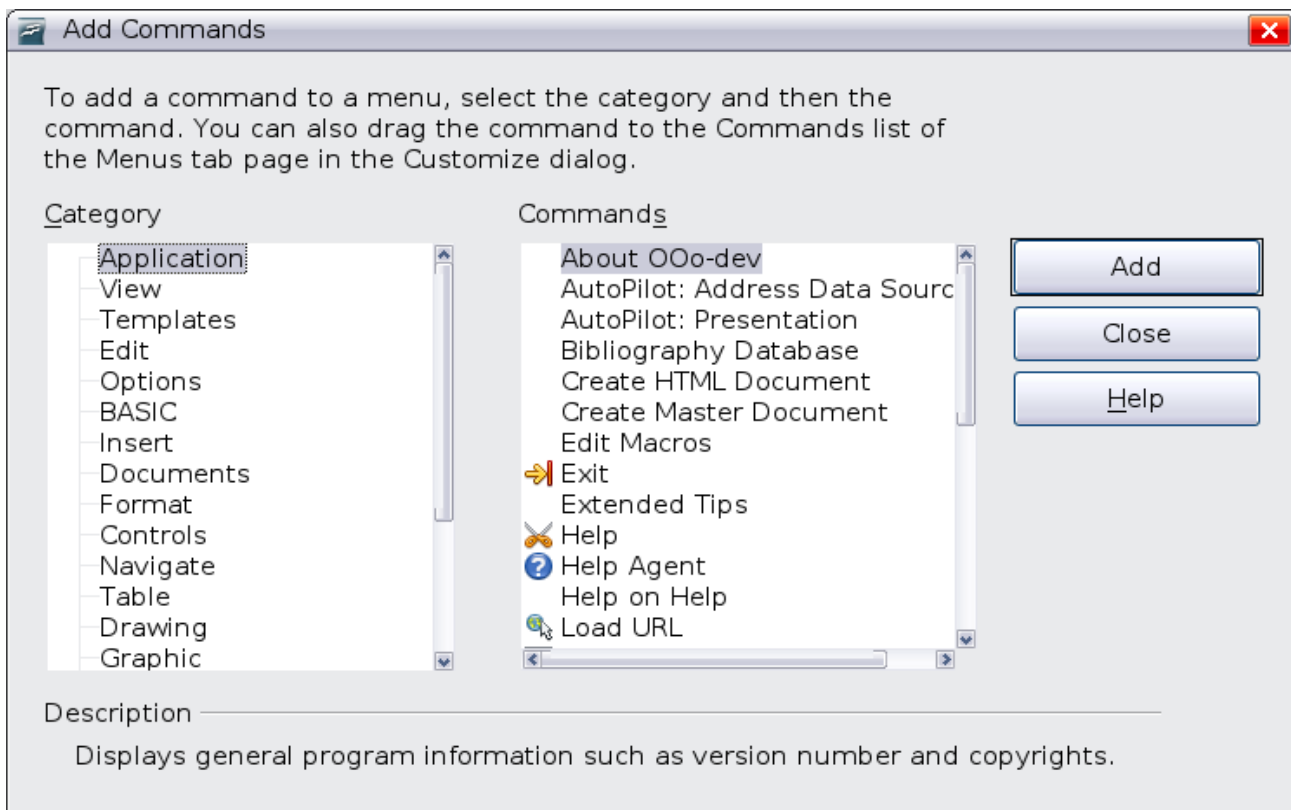 Add Commands
To add a command to a menu, select the category and then the
command. You can also drag the command to the Commands list of
the Menus tab page in the Customize dialog.
Category
Application
View
Templates
Edit
Options
BASIC
Insert
Documents
Format
Controls
Navigate
Table
Drawing
Graphic
Commands
About OOo-dev
AutoPilot: Address Data Sourc
AutoPilot: Presentation
Bibliography Database
Create HTML Document
Create Master Document
Edit Macros
Exit
Extended Tips
Help
Help Agent
Help on Help
Load URL
Add
Close
Help
Description
Displays general program information such as version number and copyrights.